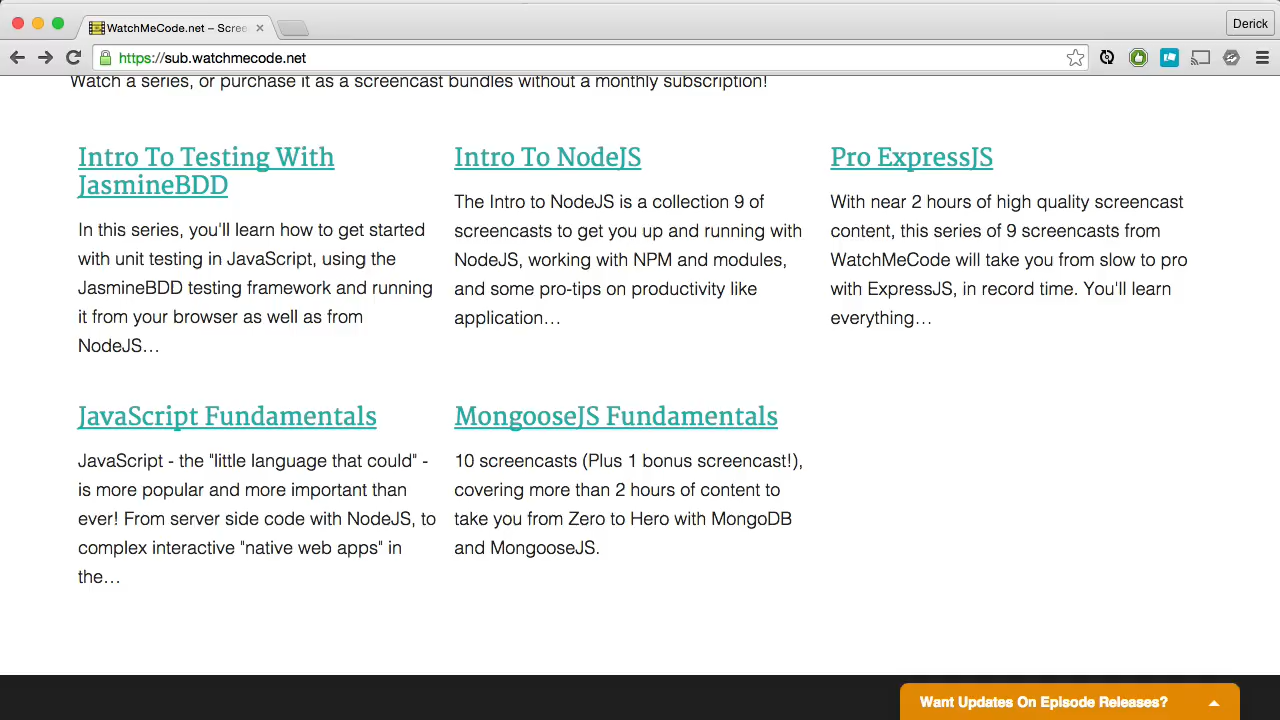 WatchMeCode.net – Scree
Derick
https://sub.watchmecode.net
Watch a series, or purchase it as a screencast bundles without a monthly subscription!
Intro To Testing With
JasmineBDD
In this series, you'll learn how to get started
with unit testing in JavaScript, using the
JasmineBDD testing framework and running
it from your browser as well as from
NodeJS…
Intro To NodeJS
The Intro to NodeJS is a collection 9 of
screencasts to get you up and running with
NodeJS, working with NPM and modules,
and some pro-tips on productivity like
application…
Pro ExpressJS
With near 2 hours of high quality screencast
content, this series of 9 screencasts from
WatchMeCode will take you from slow to pro
with ExpressJS, in record time. You'll learn
everything…
JavaScript Fundamentals
JavaScript - the "little language that could" -
is more popular and more important than
ever! From server side code with NodeJS, to
complex interactive "native web apps" in
the…
MongooseJS Fundamentals
10 screencasts (Plus 1 bonus screencast!),
covering more than 2 hours of content to
take you from Zero to Hero with MongoDB
and MongooseJS.
Want Updates On Episode Releases?